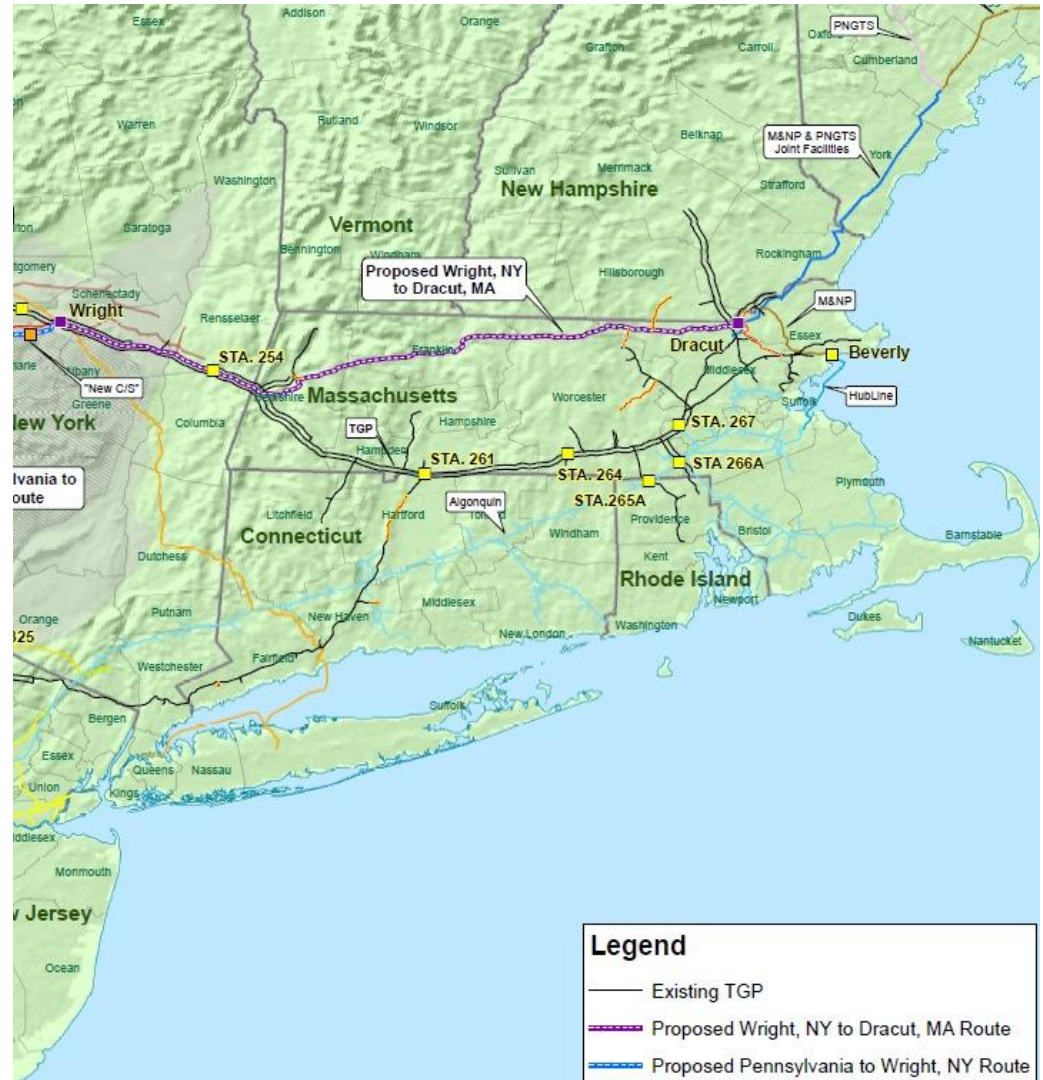 Essex
Addison
Orange
Grafton
Carroll
Oxford
PNGTS
Cumberland
Warren
Rutland
Windsor
Belknap
M&NP & PNGTS
Joint Facilities
York
Washington
Sullivan
Merrimack
Strafford
New Hampshire
Saratoga
Vermont
Bennington
Windham
Rockingham
Hillsborough
Proposed Wright, NY
to Dracut, MA
Schenectady
Wright
Rensselaer
M&NP
Essex
Dracut
Beverly
STA. 254
Franklin
Middlesex
"New C/S"
Albany
Berkshire
Massachusetts
Worcester
Suffolk
HubLine
Greene
New York
Columbia
TGP
Hampshire
Hampden
STA. 267
STA. 261
STA. 264
STA 266A
STA.265A
Plymouth
Litchfield
Hartford
Algonquin
Tolland
Windham
Providence
Bristol
Barnstable
Connecticut
Kent
Dutchess
Rhode Island
Newport
Middlesex
New Haven
Dukes
Orange
Putnam
New London
Washington
Nantucket
325
Westchester
Fairfield
Bergen
Suffolk
Essex
Queens
Nassau
Union
Kings
Monmouth
Jersey
Ocean
Legend
Existing TGP
Proposed Wright, NY to Dracut, MA Route
Proposed Pennsylvania to Wright, NY Route